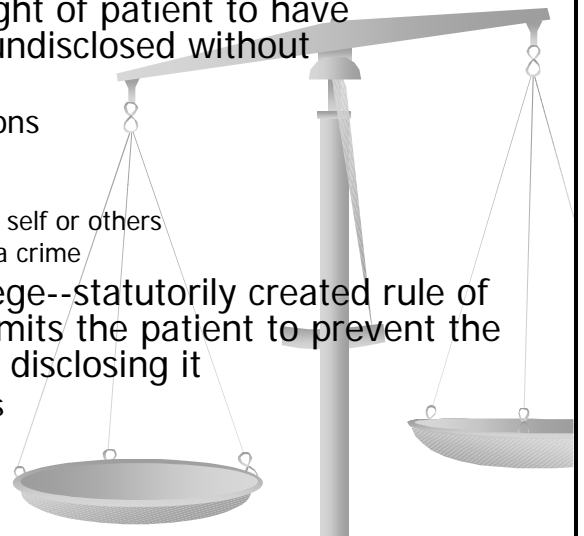 ght of patient to have
undisclosed without
ons
self or others
a crime
ege--statutorily created rule of
mits the patient to prevent the
disclosing it
s